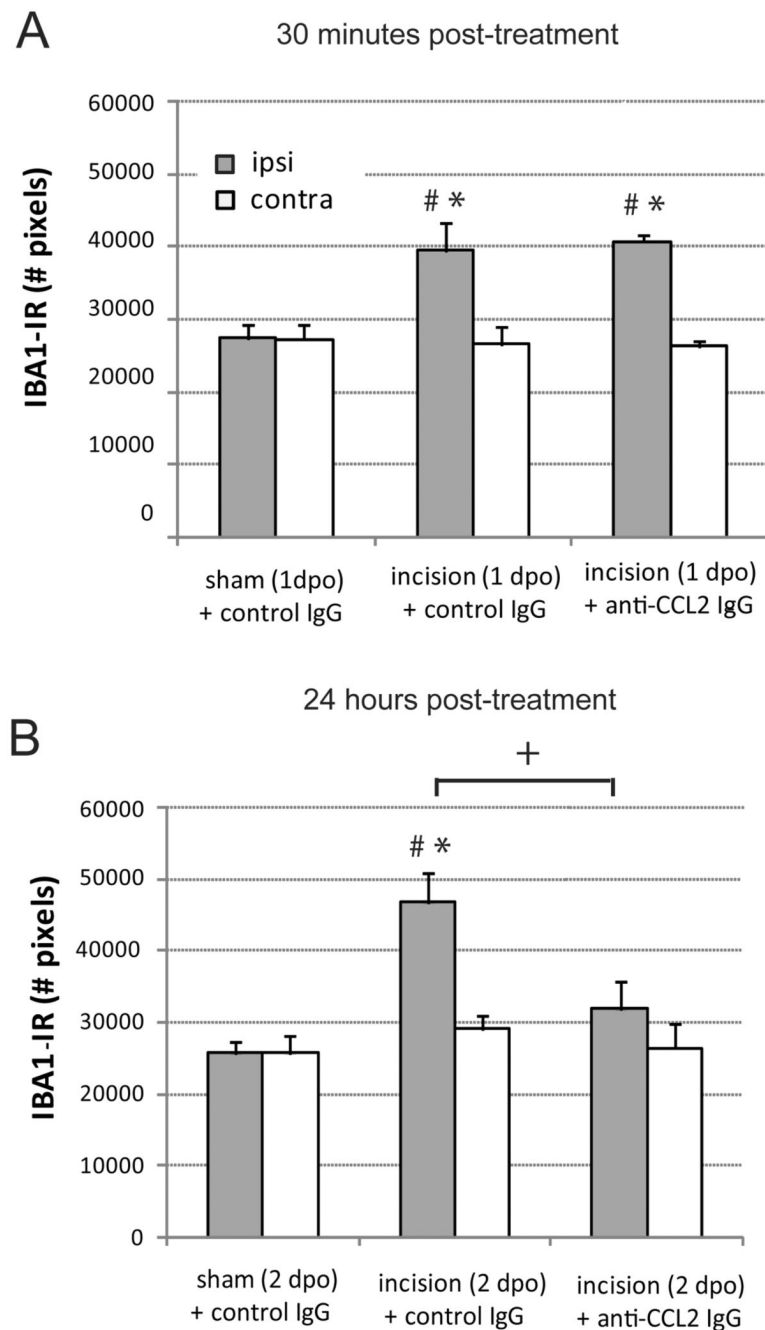 A
30 minutes post-treatment
IBA1-IR (# pixels)
60000
50000
40000
30000
20000
10000
0
ipsi
contra
# *
# *
sham (1dpo)
+ control IgG
incision (1 dpo)
+ control IgG
incision (1 dpo)
+ anti-CCL2 IgG
24 hours post-treatment
B
+
IBA1-IR (# pixels)
60000
50000
40000
30000
20000
10000
0
# *
sham (2 dpo)
+ control IgG
incision (2 dpo)
+ control IgG
incision (2 dpo)
+ anti-CCL2 IgG